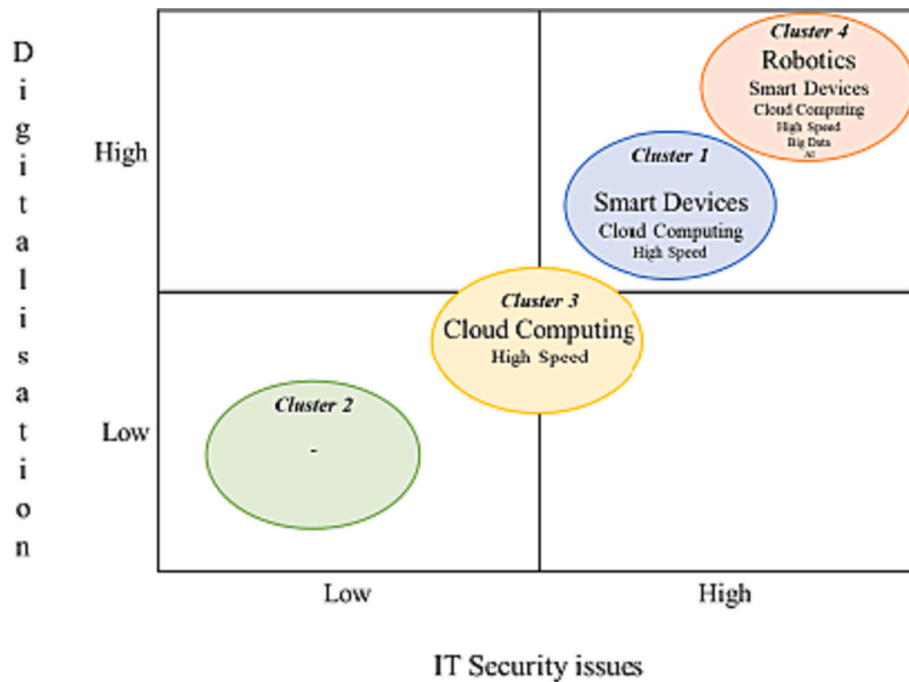 Digitalisation
Cluster 4
Robotics
Smart Devices
Cloud Computing
High Speed
Big Data
AI
High
Cluster 1
Smart Devices
Cloud Computing
High Speed
Cluster 3
Cloud Computing
High Speed
Cluster 2
-
Low
Low
High
IT Security issues